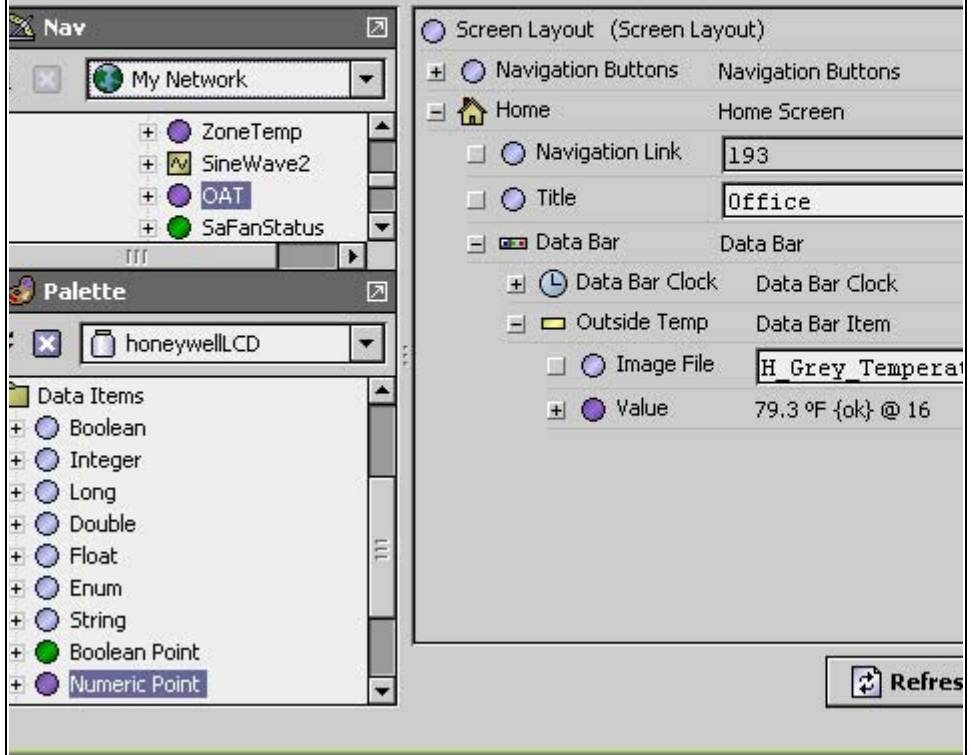 Nav
My Network
ZoneTemp
SineWave2
OAT
SaFanStatus
Palette
honeywellLCD
Data Items
Boolean
Integer
Long
Double
Float
Enum
String
Boolean Point
Numeric Point
Screen Layout (Screen Layout)
Navigation Buttons Navigation Buttons
Home Home Screen
Navigation Link 193
Title Office
Data Bar Data Bar
Data Bar Clock Data Bar Clock
Outside Temp Data Bar Item
Image File H_Grey_Temperat
Value 79.3 ºF {ok} @ 16
Refres